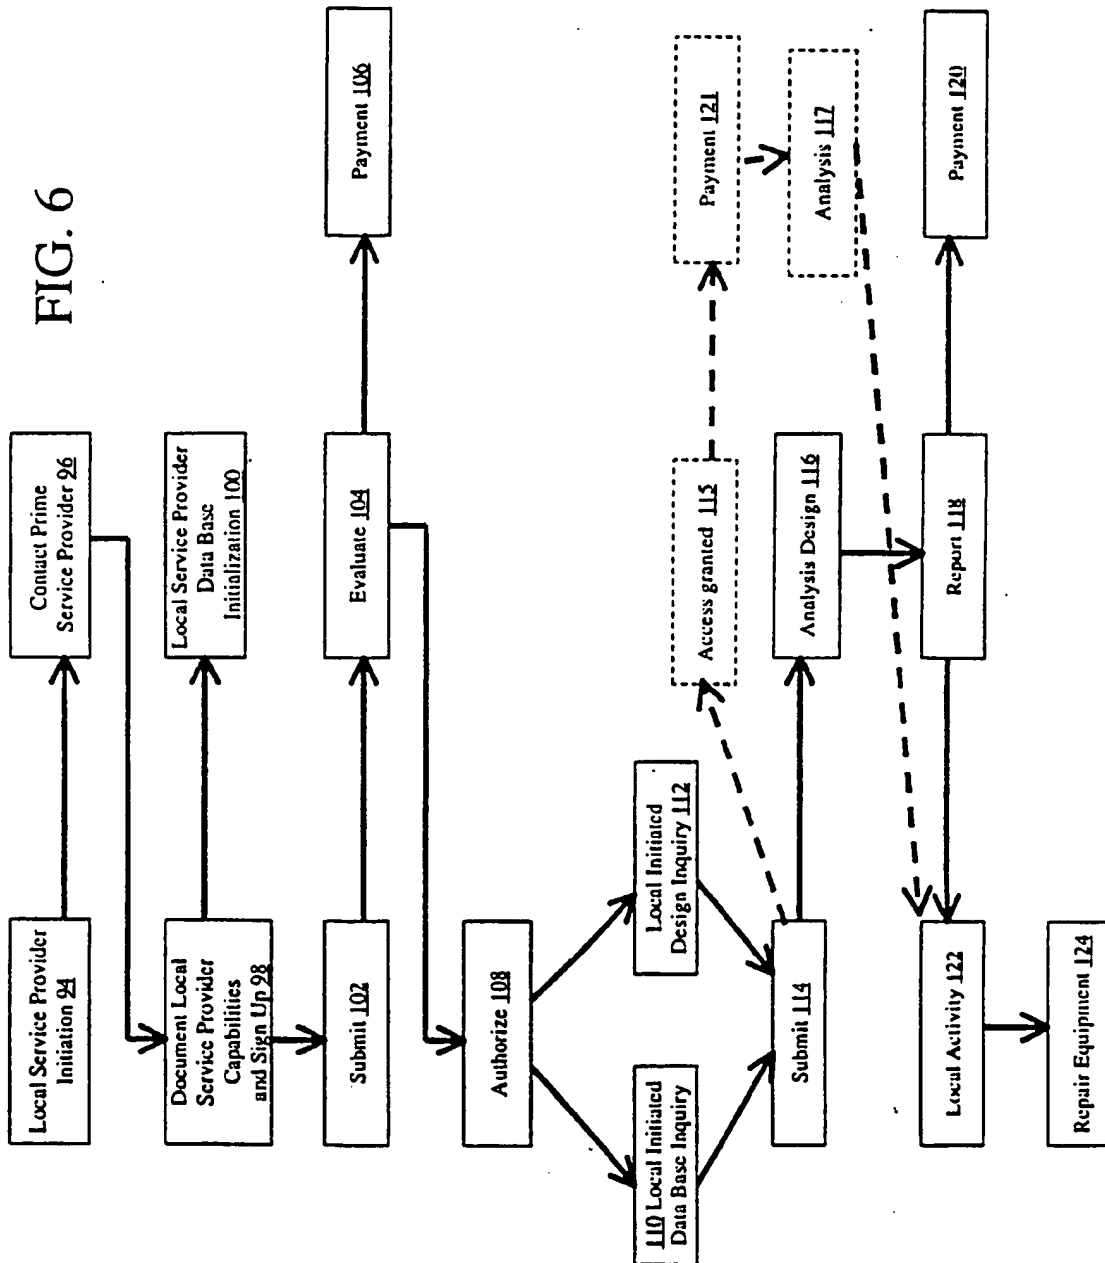 FIG. 6
Local Service Provider
Initiation 94
Contact Prime
Service Provider 96
Document Local
Service Provider
Capabilities
and Sign Up 98
Local Service Provider
Data Base
Initialization 100
Submit 102
Evaluate 104
Payment 106
Authorize 108
110 Local Initiated
Data Base Inquiry
Local Initiated
Design Inquiry 112
Submit 114
Access granted 115
Payment 121
Analysis 117
Analysis Design 116
Report 118
Payment 120
Local Activity 122
Repair Equipment 124